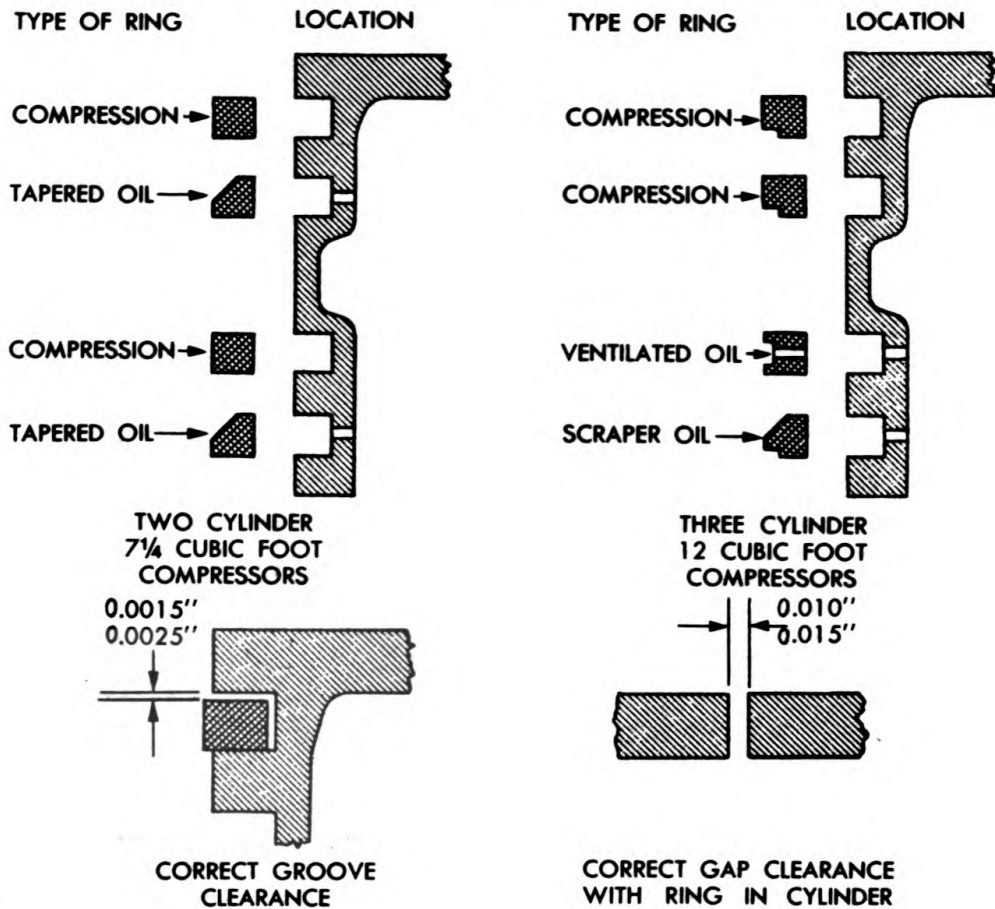 TYPE OF RING
LOCATION
COMPRESSION
TAPERED OIL
COMPRESSION
TAPERED OIL
TWO CYLINDER
7¼ CUBIC FOOT
COMPRESSORS
TYPE OF RING
LOCATION
COMPRESSION
COMPRESSION
VENTILATED OIL
SCRAPER OIL
THREE CYLINDER
12 CUBIC FOOT
COMPRESSORS
0.0015"
0.0025"
CORRECT GROOVE
CLEARANCE
0.010"
0.015"
CORRECT GAP CLEARANCE
WITH RING IN CYLINDER